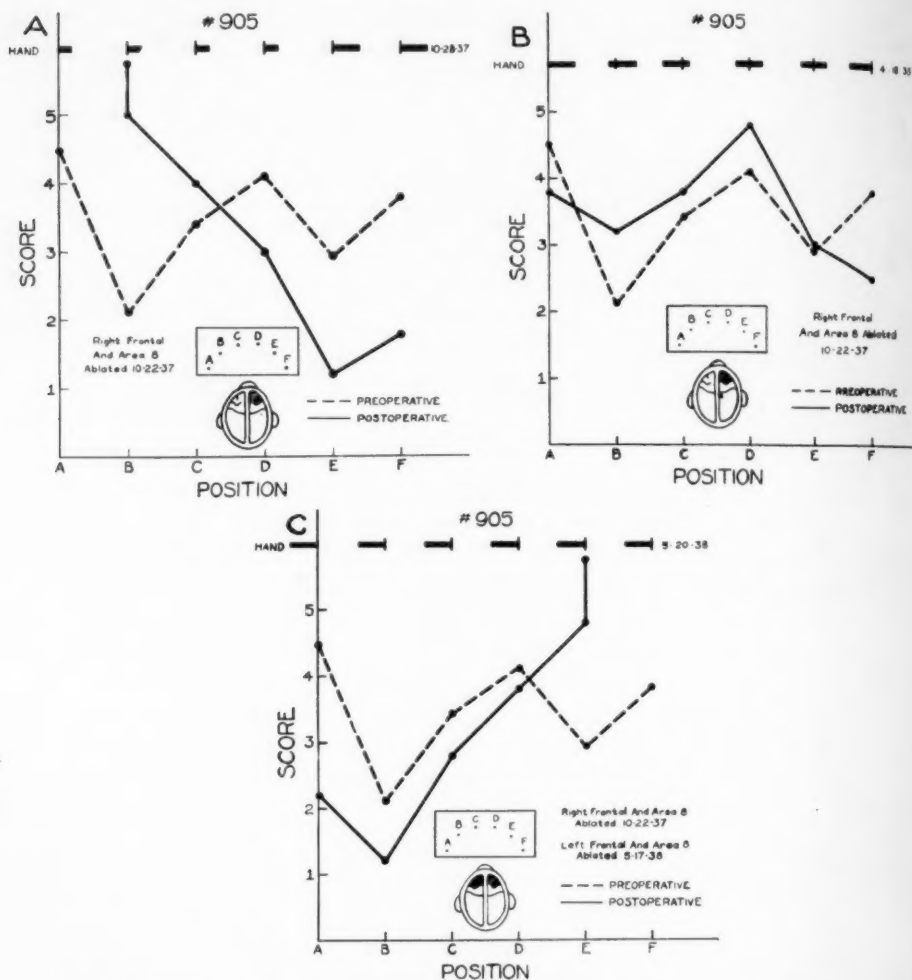 A
# 905
HAND
10-28-37
5
4
3
2
1
SCORE
Right Frontal
And Area 8
Ablated 10-22-37
A B C D E F
PREOPERATIVE
POSTOPERATIVE
A B C D E F
POSITION
B
# 905
HAND
5
4
3
2
1
SCORE
Right Frontal
And Area 8 Ablated
10-22-37
A B C D E F
PREOPERATIVE
POSTOPERATIVE
A B C D E F
POSITION
C
# 905
HAND
5-20-38
5
4
3
2
1
SCORE
A B C D E F
Right Frontal And Area 8
Ablated 10-22-37
Left Frontal And Area 8
Ablated 5-17-38
PREOPERATIVE
POSTOPERATIVE
A B C D E F
POSITION